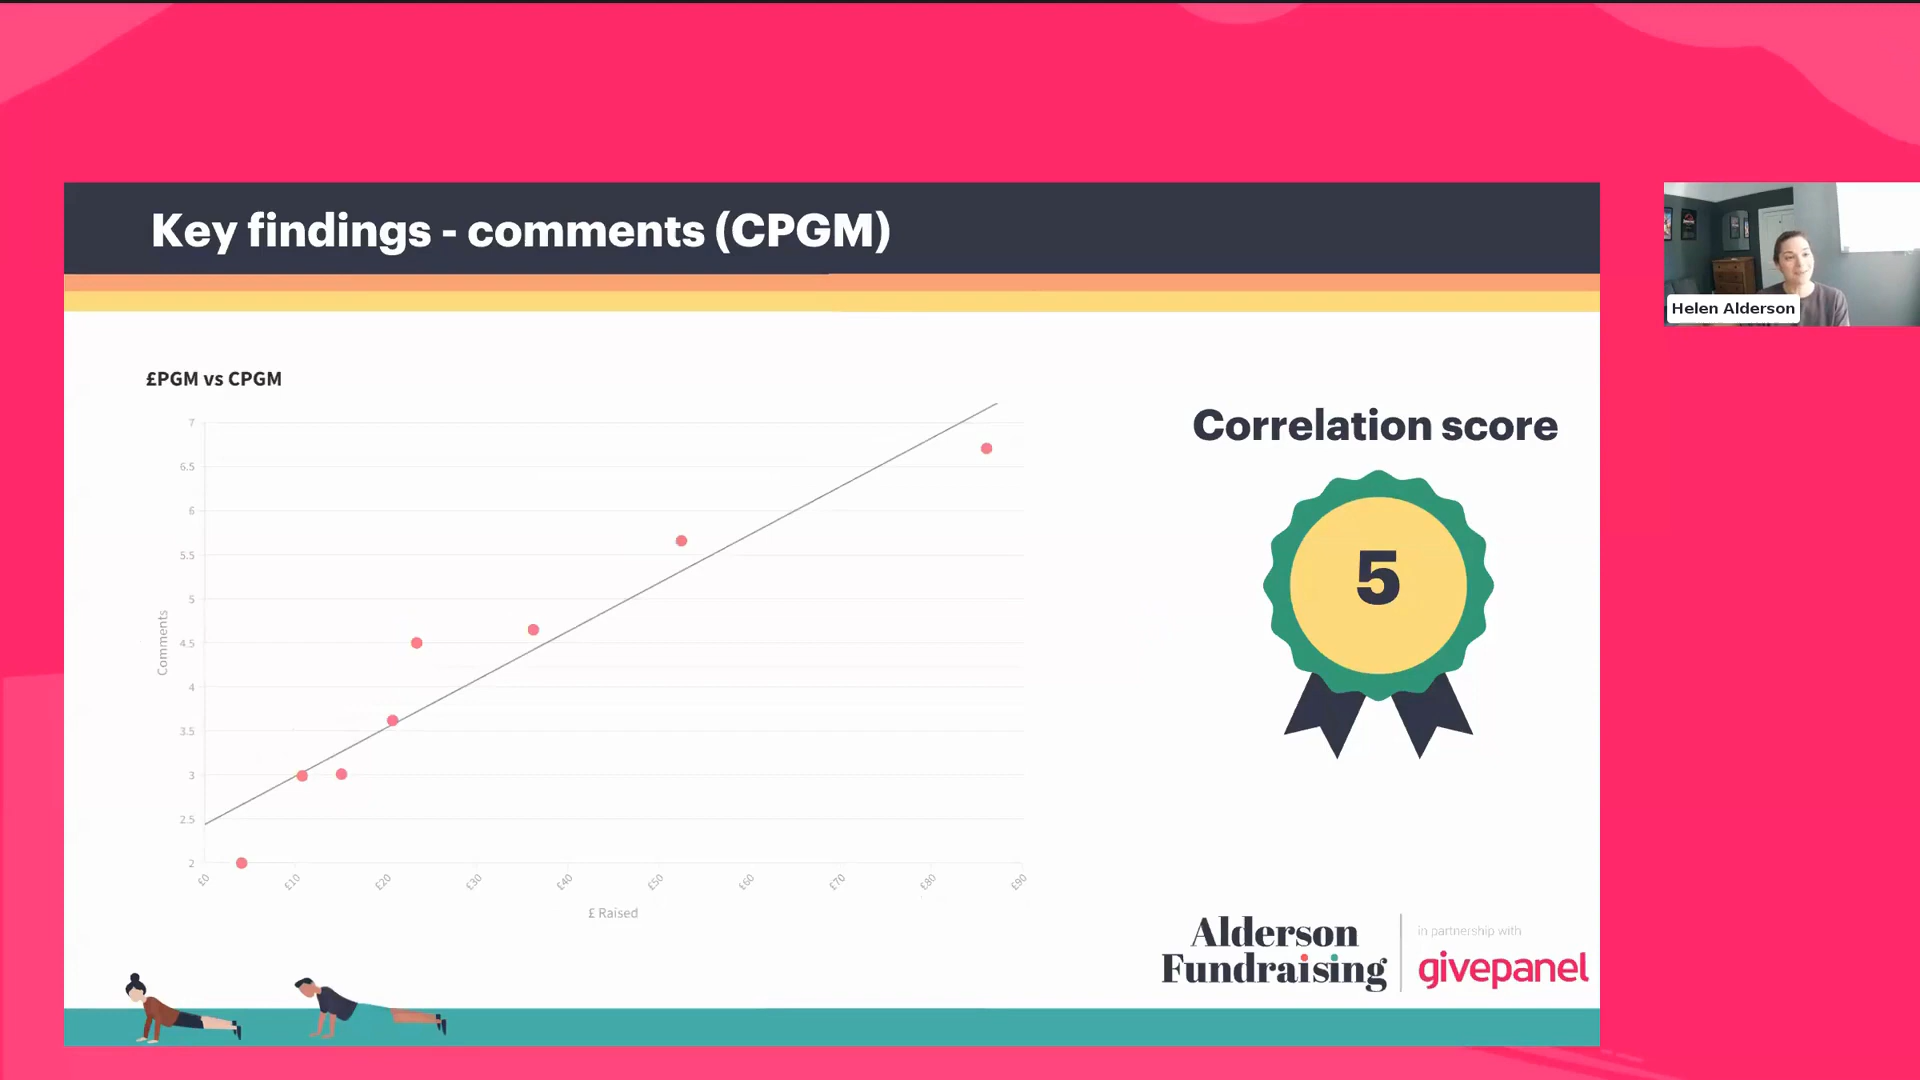 Key findings - comments (CPGM)
Helen Alderson
£PGM vs CPGM
Correlation score
5
7
6.5
6
5.5
5
4.5
4
3.5
3
2.5
2
Comments
£0
£10
£20
£30
£40
£50
£60
£70
£80
£90
£ Raised
Alderson
Fundraising
in partnership with
givepanel